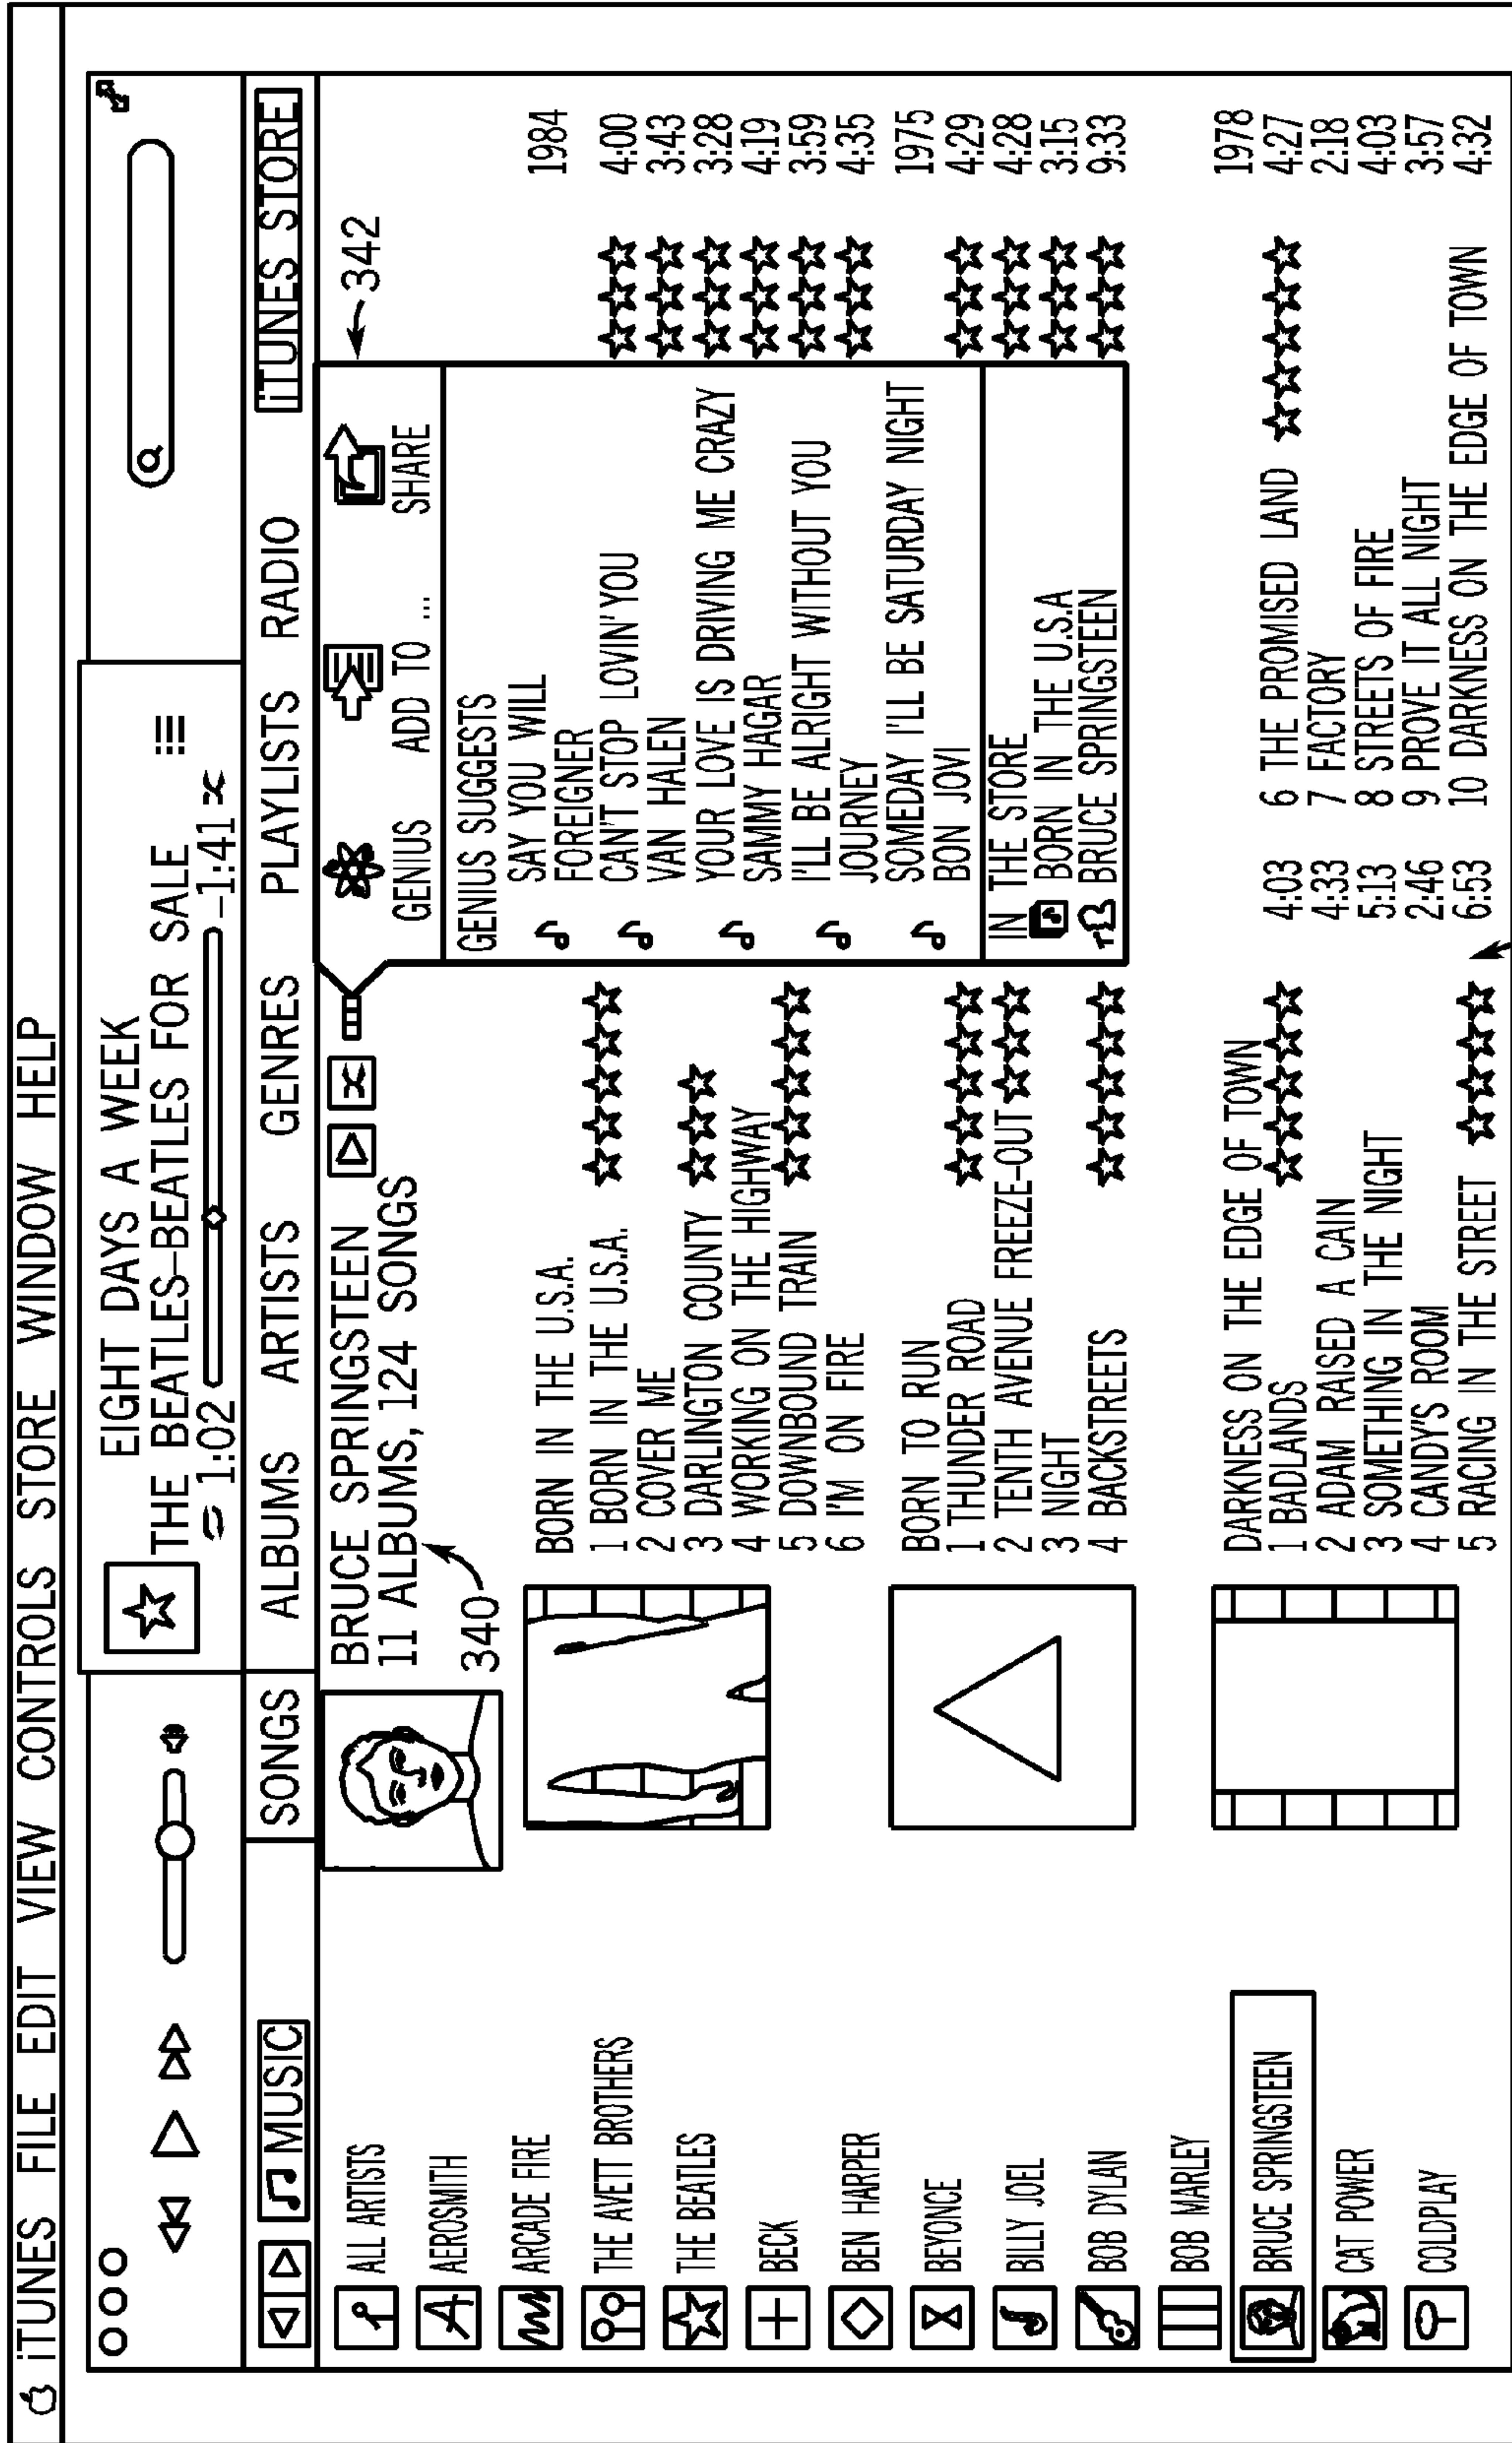 iTUNES FILE EDIT VIEW CONTROLS STORE WINDOW HELP
EIGHT DAYS A WEEK
THE BEATLES-BEATLES FOR SALE
1:02 -1:41
MUSIC SONGS ALBUMS ARTISTS GENRES PLAYLISTS RADIO iTUNES STORE
ALL ARTISTS
AEROSMITH
ARCADE FIRE
THE AVETT BROTHERS
THE BEATLES
BECK
BEN HARPER
BEYONCE
BILLY JOEL
BOB DYLAN
BOB MARLEY
BRUCE SPRINGSTEEN
CAT POWER
COLDPLAY
BRUCE SPRINGSTEEN
11 ALBUMS, 124 SONGS
340
342
GENIUS ADD TO ... SHARE
GENIUS SUGGESTS
SAY YOU WILL
FOREIGNER
CAN'T STOP LOVIN'YOU
VAN HALEN
YOUR LOVE IS DRIVING ME CRAZY
SAMMY HAGAR
I'LL BE ALRIGHT WITHOUT YOU
JOURNEY
SOMEDAY I'LL BE SATURDAY NIGHT
BON JOVI
IN THE STORE
BORN IN THE U.S.A
BRUCE SPRINGSTEEN
BORN IN THE U.S.A. 1984
1 BORN IN THE U.S.A. 4:00
2 COVER ME 3:43
3 DARLINGTON COUNTY 3:28
4 WORKING ON THE HIGHWAY 4:19
5 DOWNBOUND TRAIN 3:59
6 I'M ON FIRE 4:35
BORN TO RUN 1975
1 THUNDER ROAD 4:29
2 TENTH AVENUE FREEZE-OUT 4:28
3 NIGHT 3:15
4 BACKSTREETS 9:33
DARKNESS ON THE EDGE OF TOWN 1978
1 BADLANDS 4:03 6 THE PROMISED LAND 4:27
2 ADAM RAISED A CAIN 4:33 7 FACTORY 2:18
3 SOMETHING IN THE NIGHT 5:13 8 STREETS OF FIRE 4:03
4 CANDY'S ROOM 2:46 9 PROVE IT ALL NIGHT 3:57
5 RACING IN THE STREET 6:53 10 DARKNESS ON THE EDGE OF TOWN 4:32